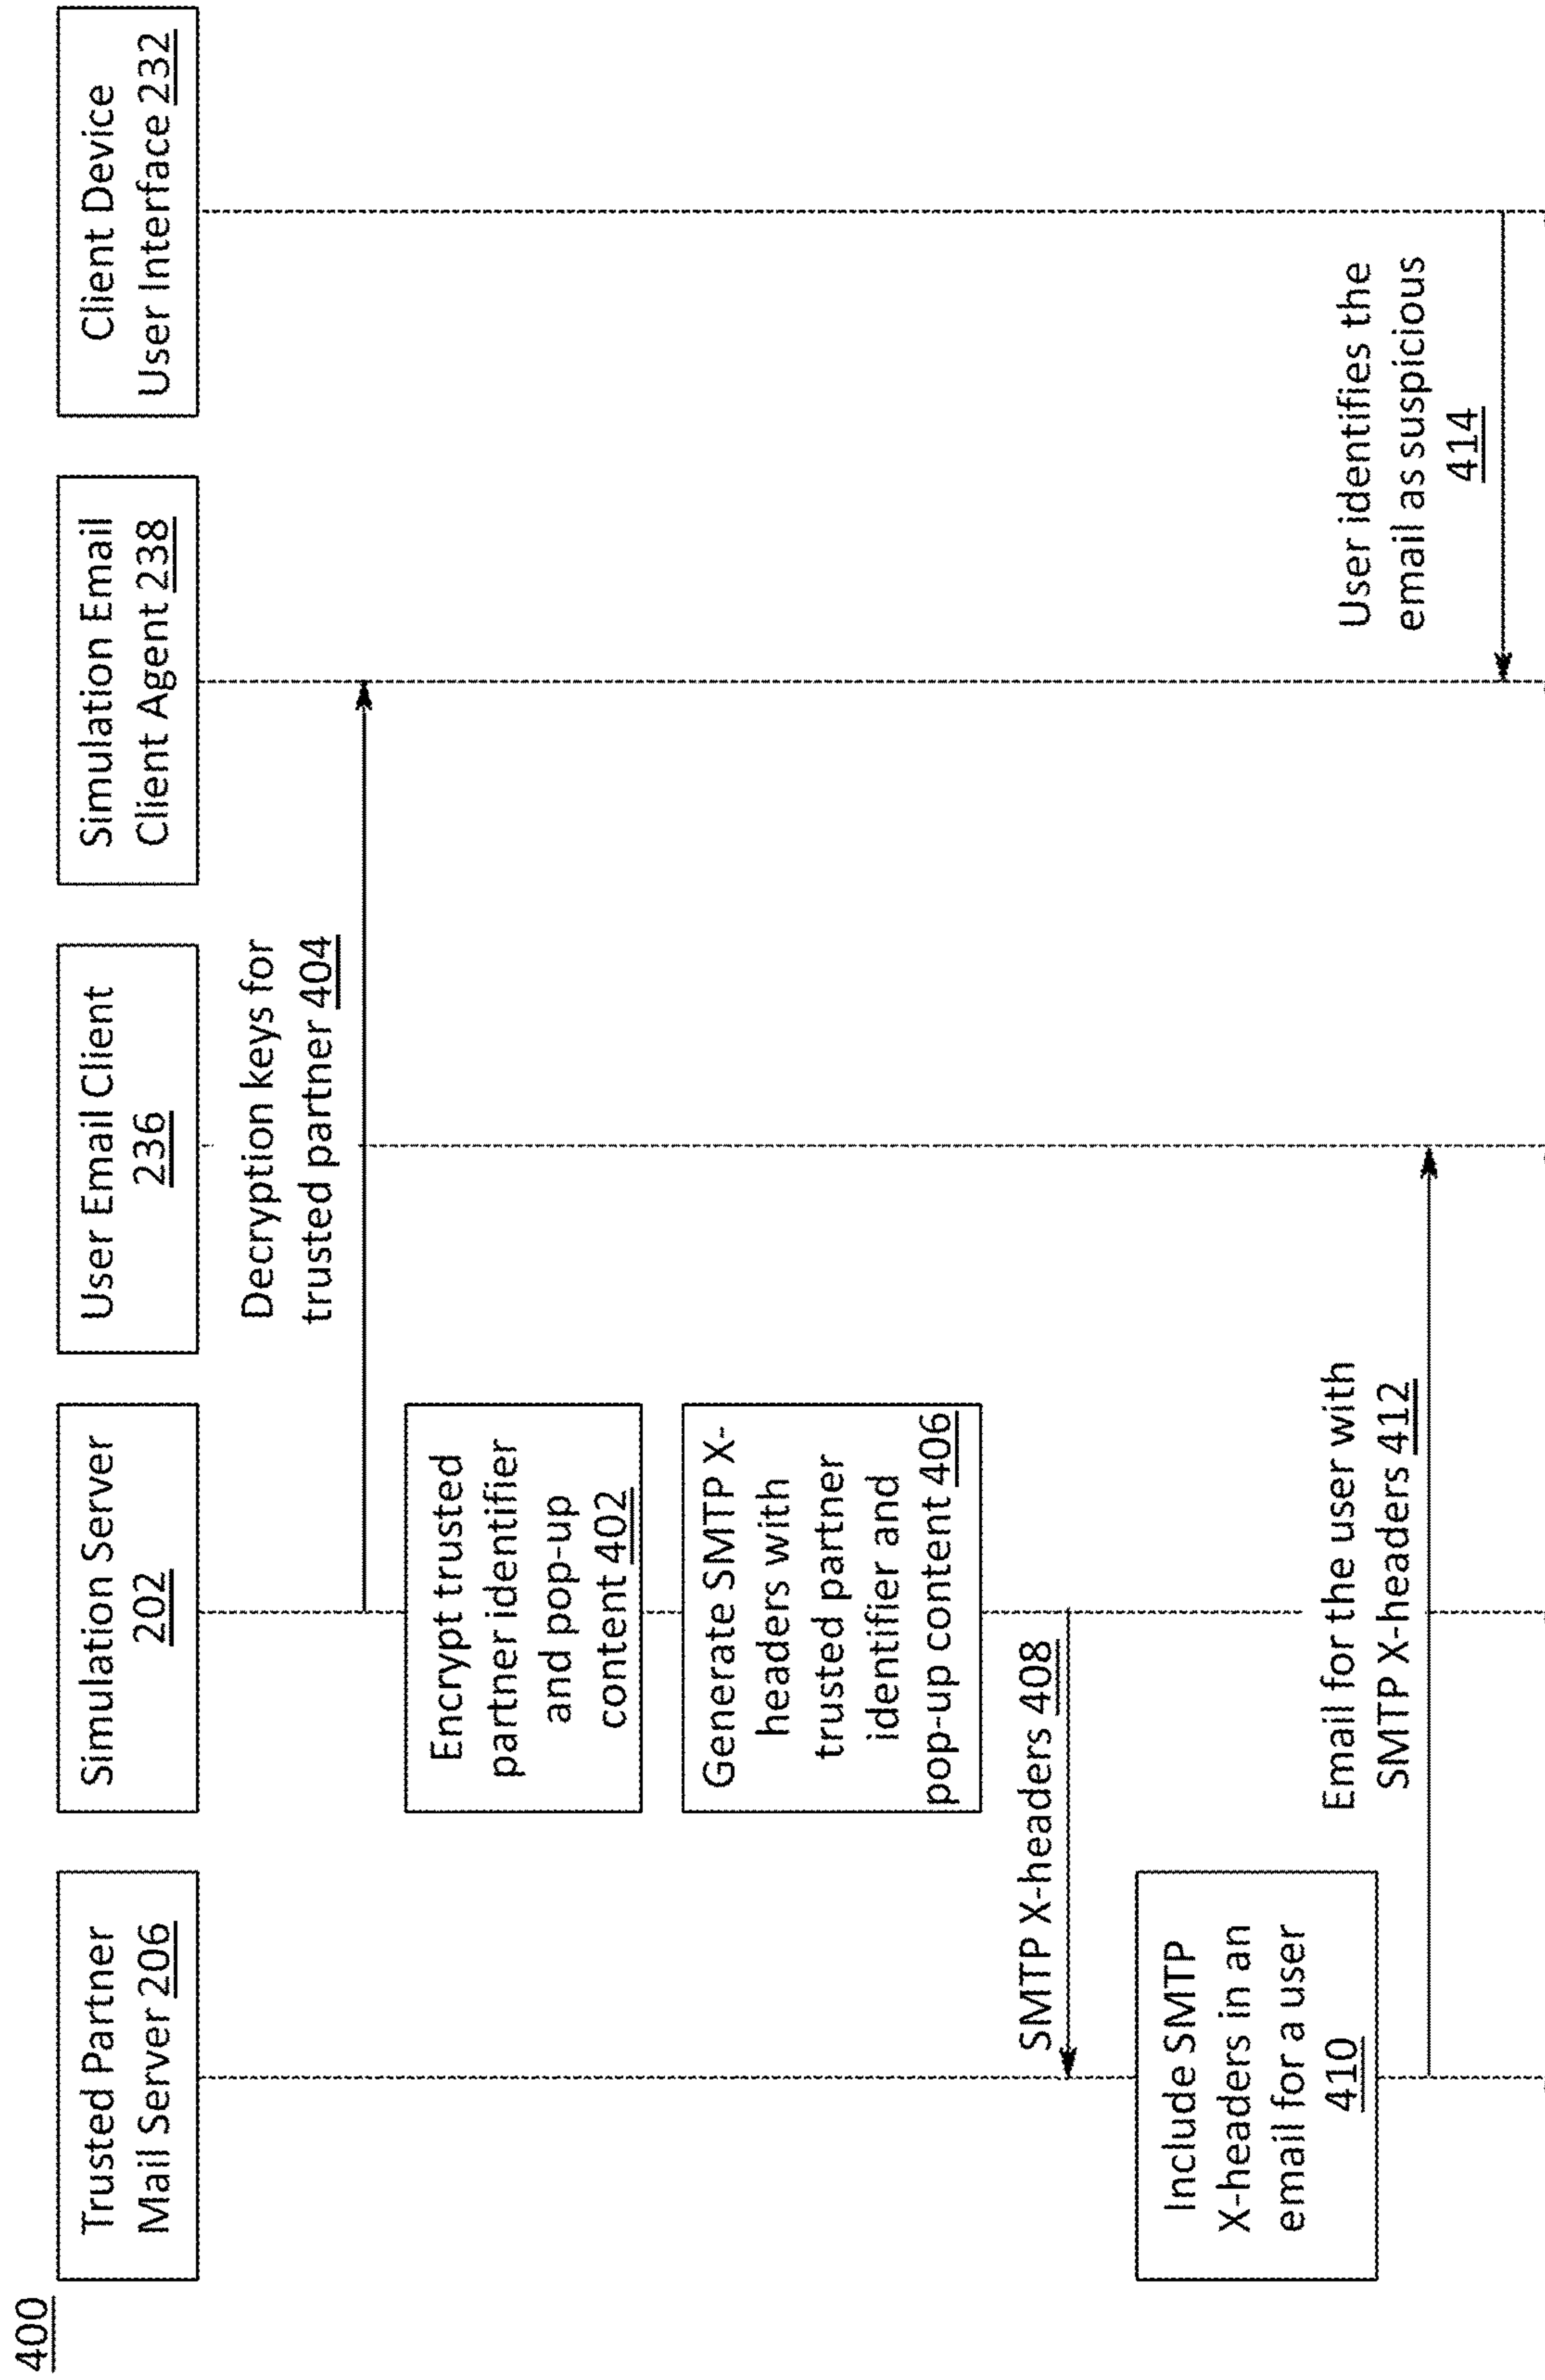 400
Trusted Partner
Mail Server 206
Simulation Server
202
User Email Client
236
Simulation Email
Client Agent 238
Client Device
User Interface 232
Decryption keys for
trusted partner 404
Encrypt trusted
partner identifier
and pop-up
content 402
Generate SMTP X-
headers with
trusted partner
identifier and
pop-up content 406
SMTP X-headers 408
Include SMTP
X-headers in an
email for a user
410
Email for the user with
SMTP X-headers 412
User identifies the
email as suspicious
414